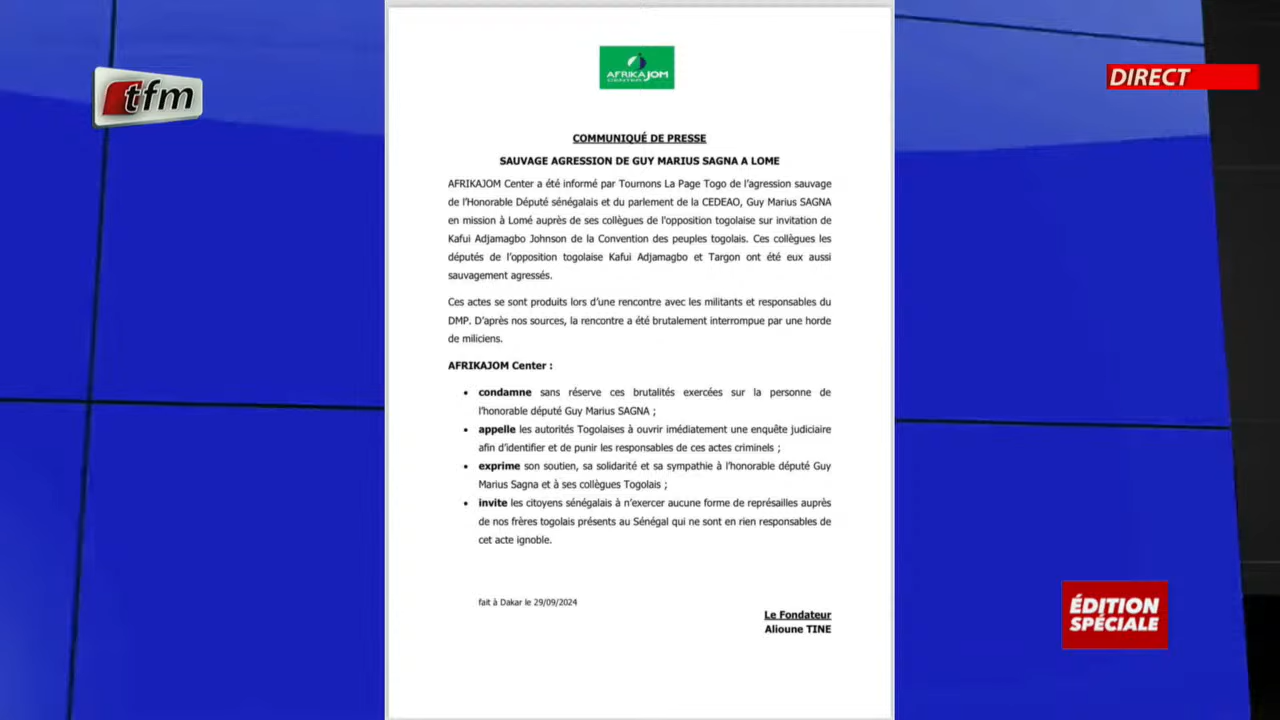 tfm
DIRECT
AFRIKAJOM
CENTER
COMMUNIQUÉ DE PRESSE
SAUVAGE AGRESSION DE GUY MARIUS SAGNA A LOME
AFRIKAJOM Center a été informé par Tournons La Page Togo de l'agression sauvage
de l'Honorable Député sénégalais et du parlement de la CEDEAO, Guy Marius SAGNA
en mission à Lomé auprès de ses collègues de l'opposition togolaise sur invitation de
Kafui Adjamagbo Johnson de la Convention des peuples togolais. Ces collègues les
députés de l'opposition togolaise Kafui Adjamagbo et Targon ont été eux aussi
sauvagement agressés.
Ces actes se sont produits lors d'une rencontre avec les militants et responsables du
DMP. D'après nos sources, la rencontre a été brutalement interrompue par une horde
de miliciens.
AFRIKAJOM Center :
• condamne sans réserve ces brutalités exercées sur la personne de
l'honorable député Guy Marius SAGNA ;
• appelle les autorités Togolaises à ouvrir imédiatement une enquête judiciaire
afin d'identifier et de punir les responsables de ces actes criminels ;
• exprime son soutien, sa solidarité et sa sympathie à l'honorable député Guy
Marius Sagna et à ses collègues Togolais ;
• invite les citoyens sénégalais à n'exercer aucune forme de représailles auprès
de nos frères togolais présents au Sénégal qui ne sont en rien responsables de
cet acte ignoble.
fait à Dakar le 29/09/2024
Le Fondateur
Alioune TINE
ÉDITION
SPÉCIALE